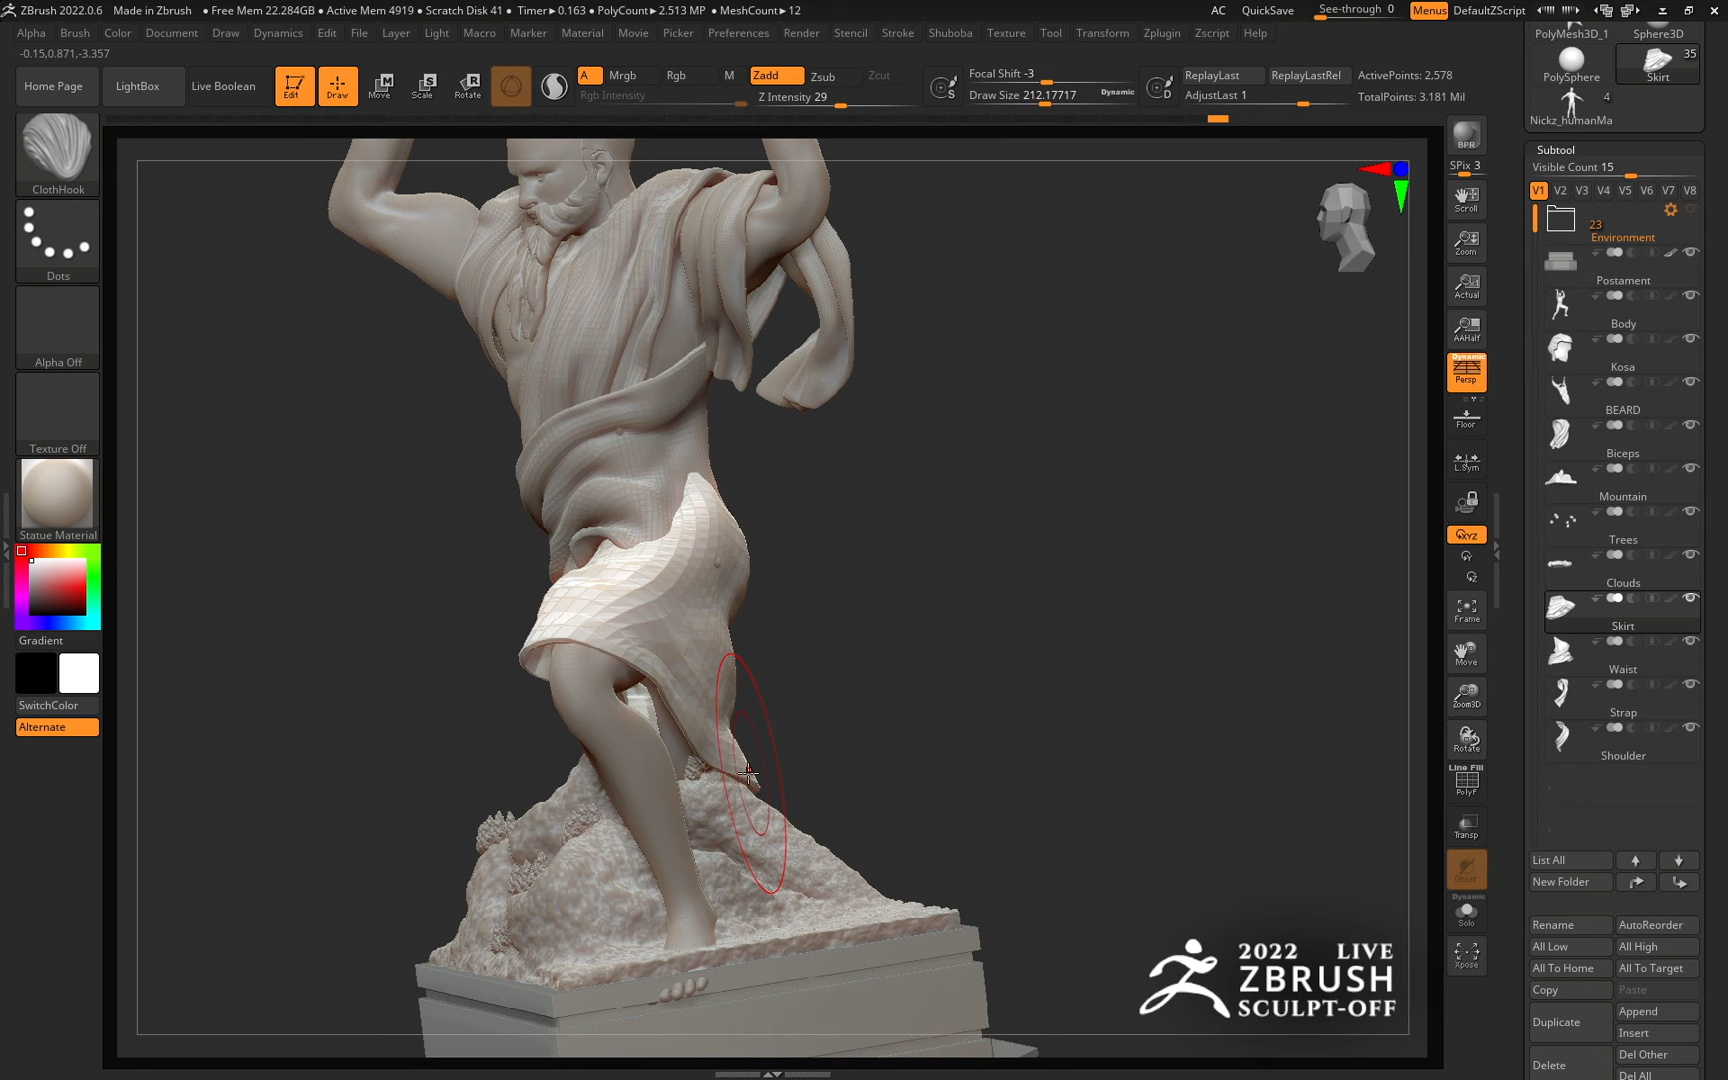 ZBrush 2022.0.6 Made in Zbrush ● Free Mem 22.284GB ● Active Mem 4919 ● Scratch Disk 41 ● Timer►0.163 ● PolyCount►2.513 MP ● MeshCount►12 AC QuickSave See-through 0 Menus DefaultZScript
Alpha Brush Color Document Draw Dynamics Edit File Layer Light Macro Marker Material Movie Picker Preferences Render Stencil Stroke Shuboba Texture Tool Transform Zplugin Zscript Help
-0.15,0.871,-3.357
Home Page LightBox Live Boolean Edit Draw Move Scale Rotate
A Mrgb Rgb M Zadd Zsub Zcut
Rgb Intensity Z Intensity 29
S Focal Shift -3
Draw Size 212.17717 Dynamic
D ReplayLast ReplayLastRel ActivePoints: 2,578
AdjustLast 1 TotalPoints: 3.181 Mil
ClothHook
Dots
Alpha Off
Texture Off
Statue Material
Gradient
SwitchColor
Alternate
BPR
SPix 3
Scroll
Zoom
Actual
AAHalf
Dynamic
Persp
Floor
L.Sym
XYZ
Y
Z
Frame
Move
Zoom3D
Rotate
Line Fill
PolyF
Transp
Ghost
Dynamic
Solo
Xpose
PolyMesh3D_1 Sphere3D
35
PolySphere Skirt
4
Nickz_humanMa
Subtool
Visible Count 15
V1 V2 V3 V4 V5 V6 V7 V8
23
Environment
Postament
Body
Kosa
BEARD
Biceps
Mountain
Trees
Clouds
Skirt
Waist
Strap
Shoulder
List All
New Folder
Rename AutoReorder
All Low All High
All To Home All To Target
Copy Paste
Duplicate Append
Insert
Delete Del Other
Del All
2022 LIVE
ZBRUSH
SCULPT-OFF